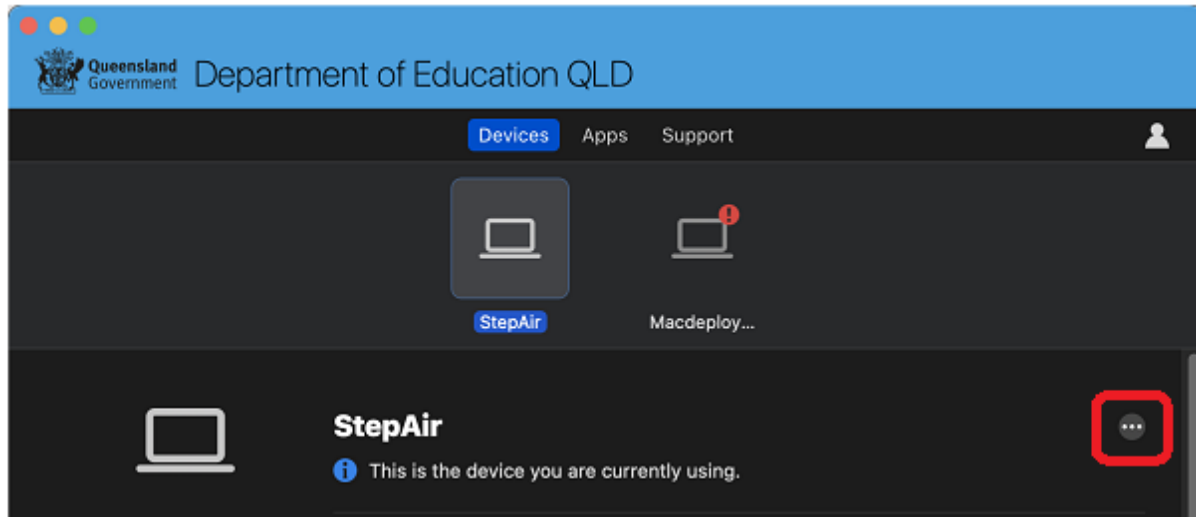 Queensland
Government
Department of Education QLD
Devices Apps Support
StepAir Macdeploy...
StepAir
This is the device you are currently using.